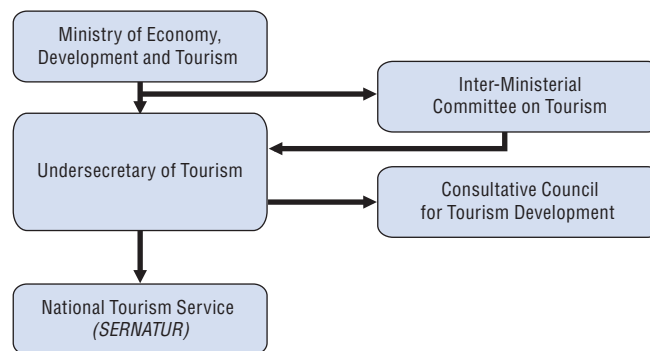 Ministry of Economy,
Development and Tourism
Inter-Ministerial
Committee on Tourism
Undersecretary of Tourism
Consultative Council
for Tourism Development
National Tourism Service
(SERNATUR)